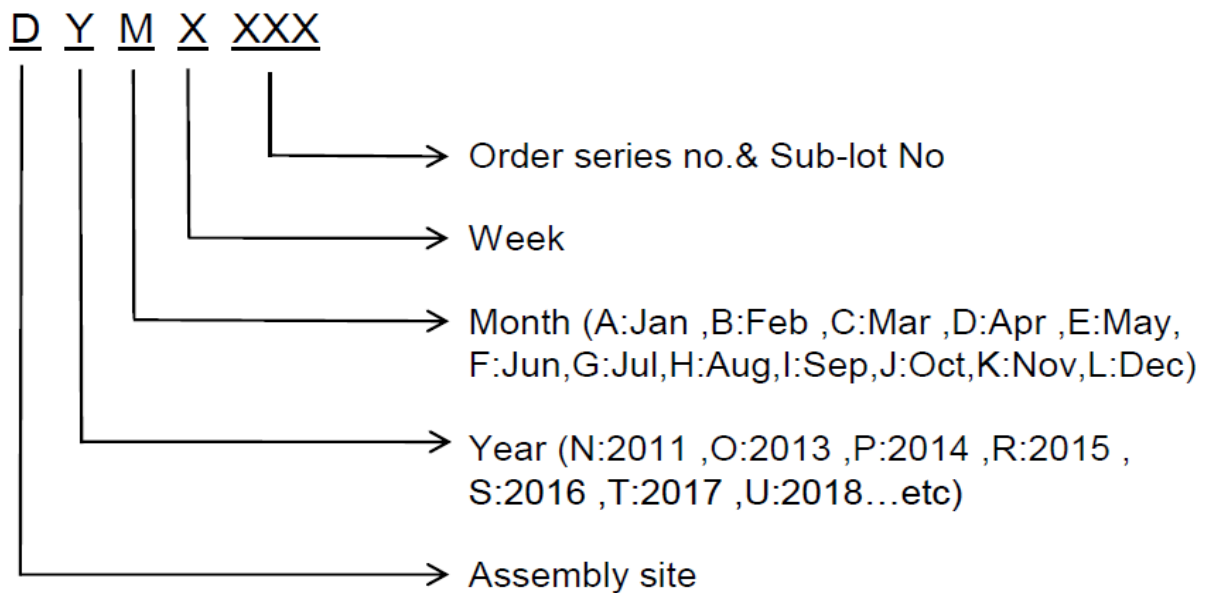 D Y M X XXX
Order series no.& Sub-lot No
Week
Month (A:Jan ,B:Feb ,C:Mar ,D:Apr ,E:May,
F:Jun,G:Jul,H:Aug,I:Sep,J:Oct,K:Nov,L:Dec)
Year (N:2011 ,O:2013 ,P:2014 ,R:2015 ,
S:2016 ,T:2017 ,U:2018...etc)
Assembly site